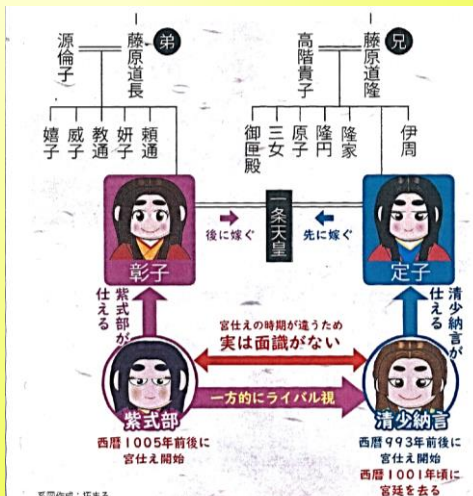 兄
藤原道隆
高階貴子
弟
藤原道長
源倫子
伊周
隆家
隆円
原子
三女
御匣殿
頼通
妍子
教通
威子
嬉子
一条天皇
先に嫁ぐ
後に嫁ぐ
定子
彰子
清少納言が
仕える
紫式部が
仕える
宮仕えの時期が違うため
実は面識がない
一方的にライバル視
紫式部
西暦1005年前後に
宮仕え開始
清少納言
西暦993年前後に
宮仕え開始
西暦1001年頃に
宮廷を去る